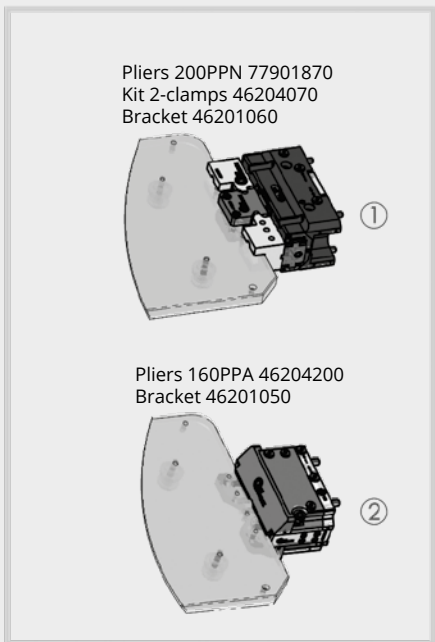 Pliers 200PPN 77901870
Kit 2-clamps 46204070
Bracket 46201060
①
Pliers 160PPA 46204200
Bracket 46201050
②